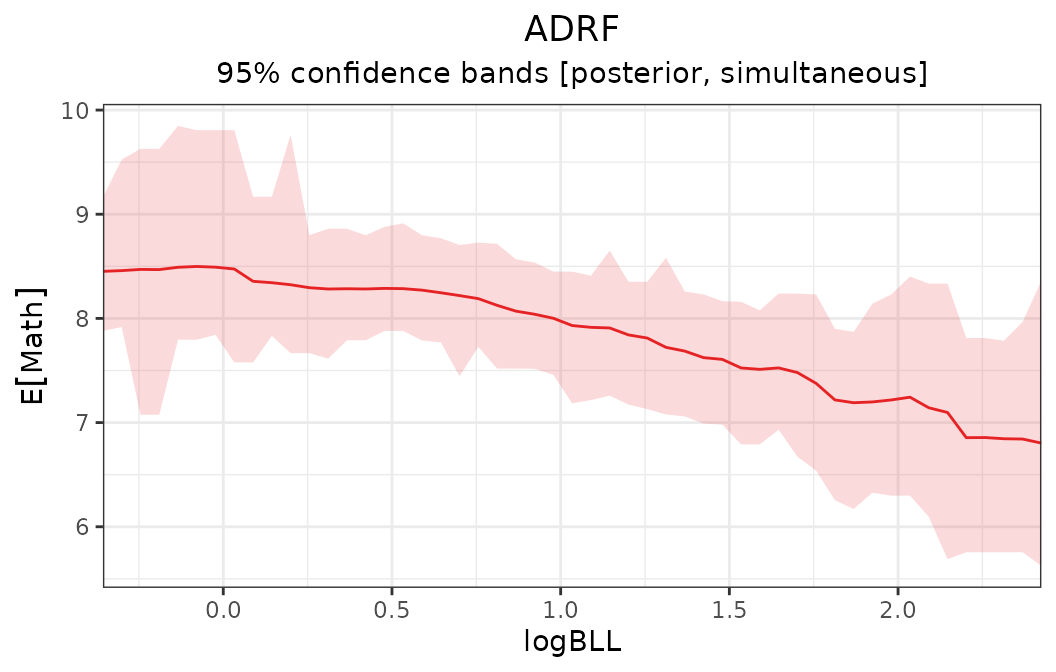 ADRF
95% confidence bands [posterior, simultaneous]
E[Math]
10
9
8
7
6
0.0 0.5 1.0 1.5 2.0
logBLL